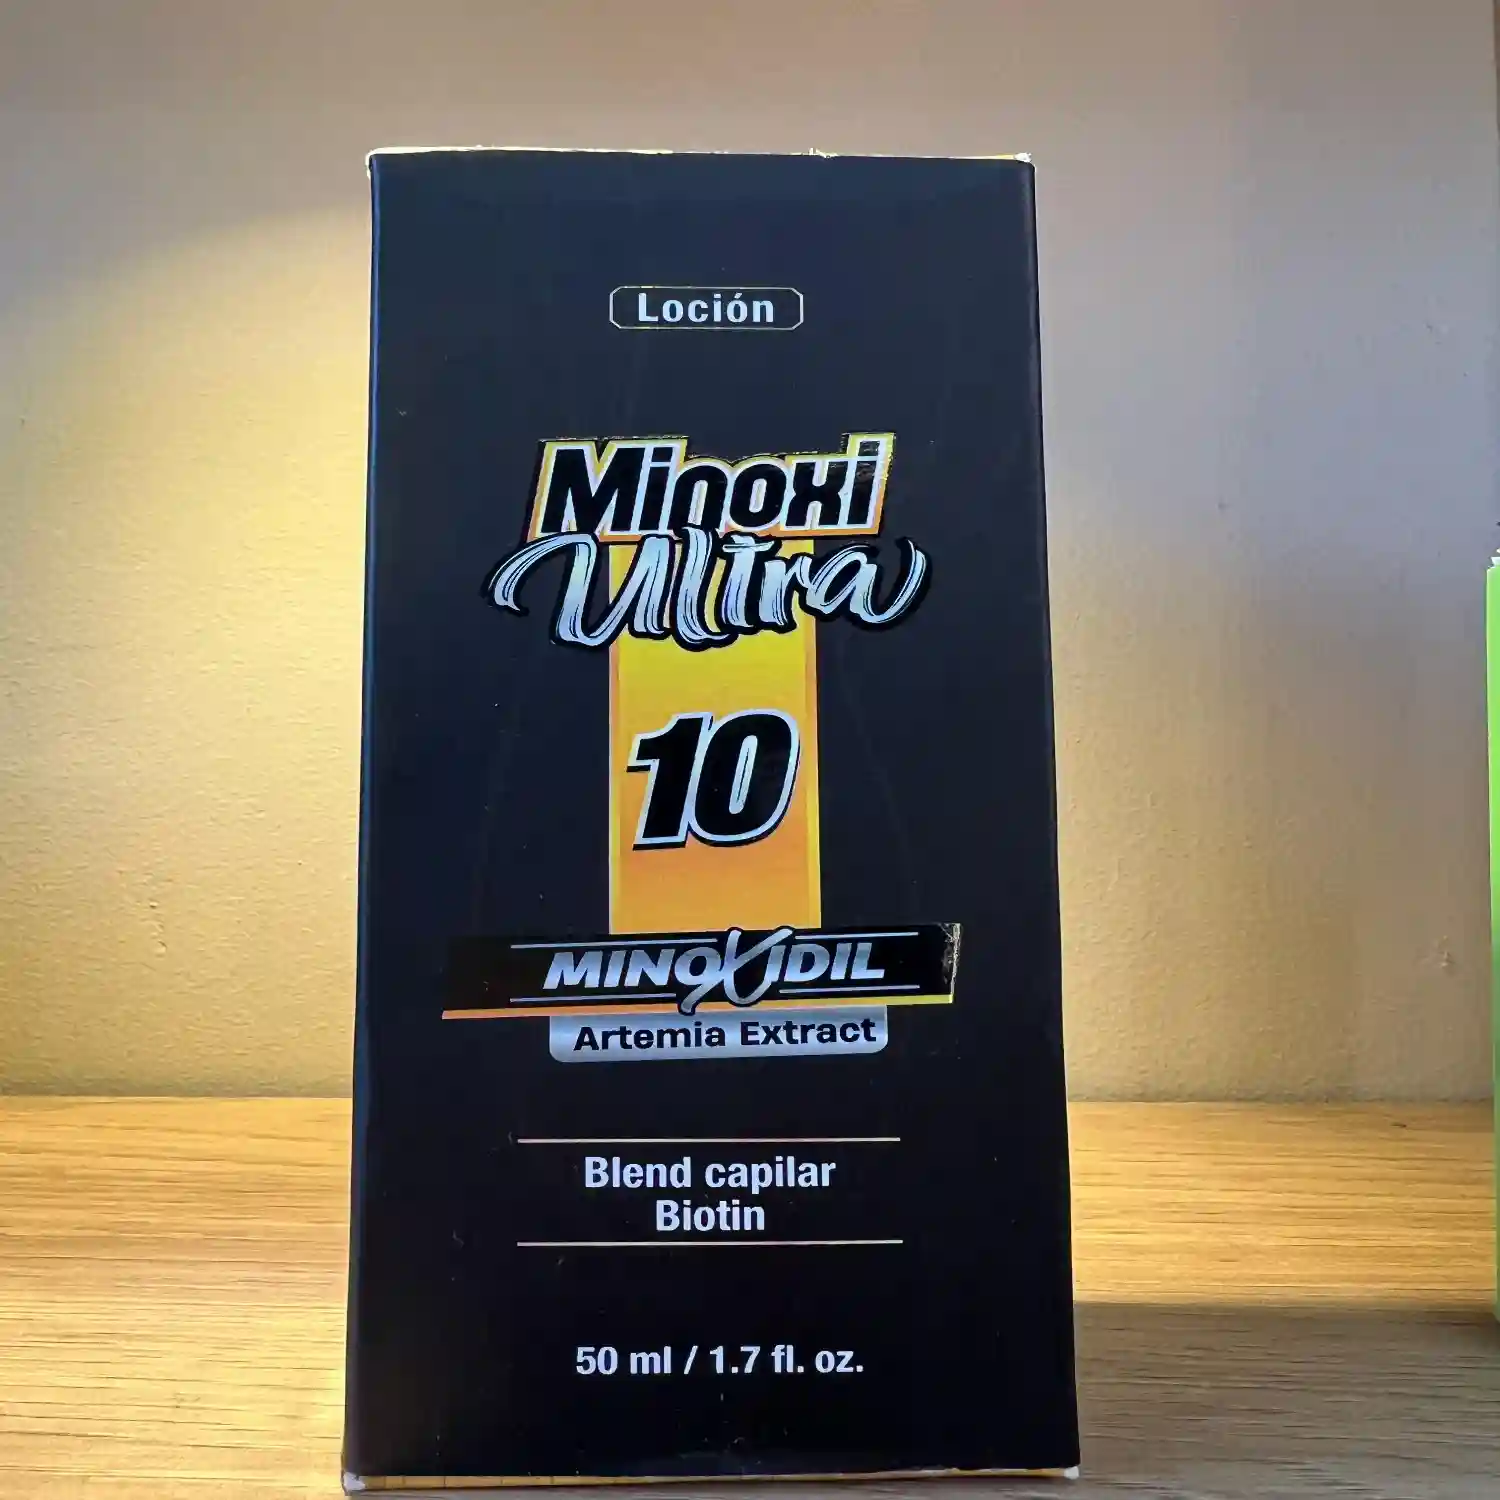 Loción
Minoxi
Ultra
10
MINOXIDIL
Artemia Extract
Blend capilar
Biotin
50 ml / 1.7 fl. oz.